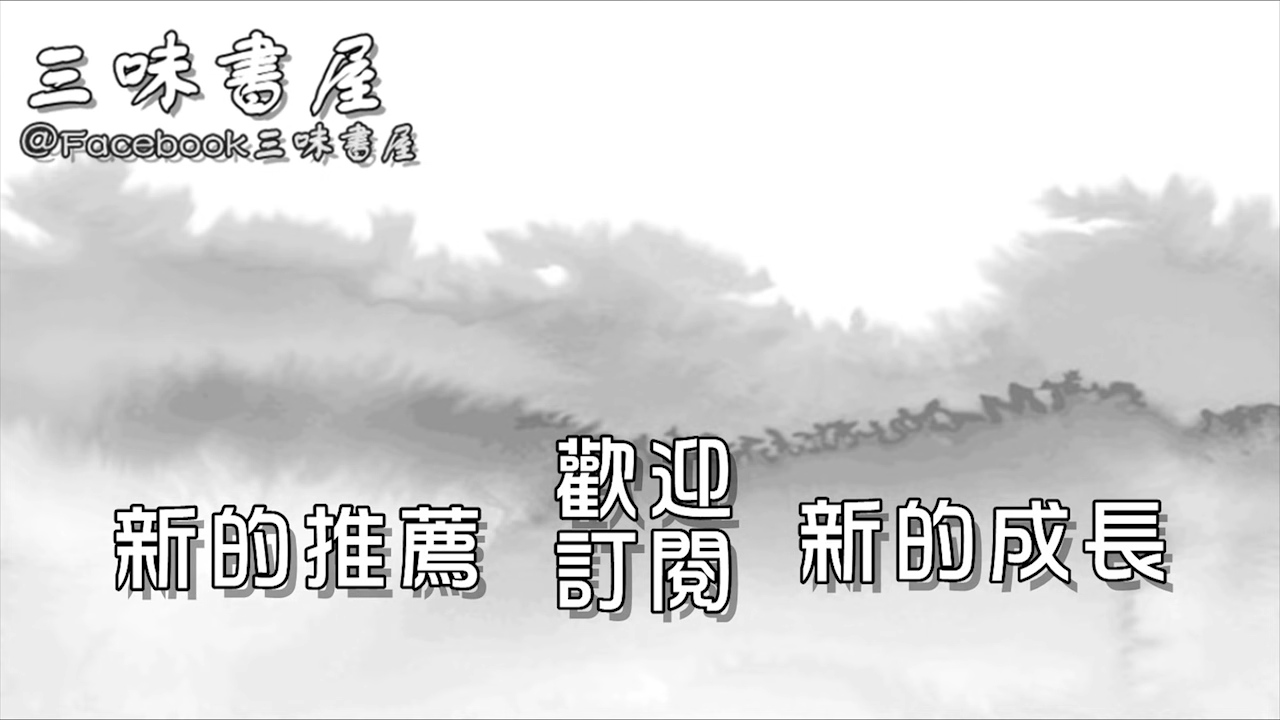 三味書屋
@Facebook三味書屋
新的推薦
歡迎
訂閱
新的成長